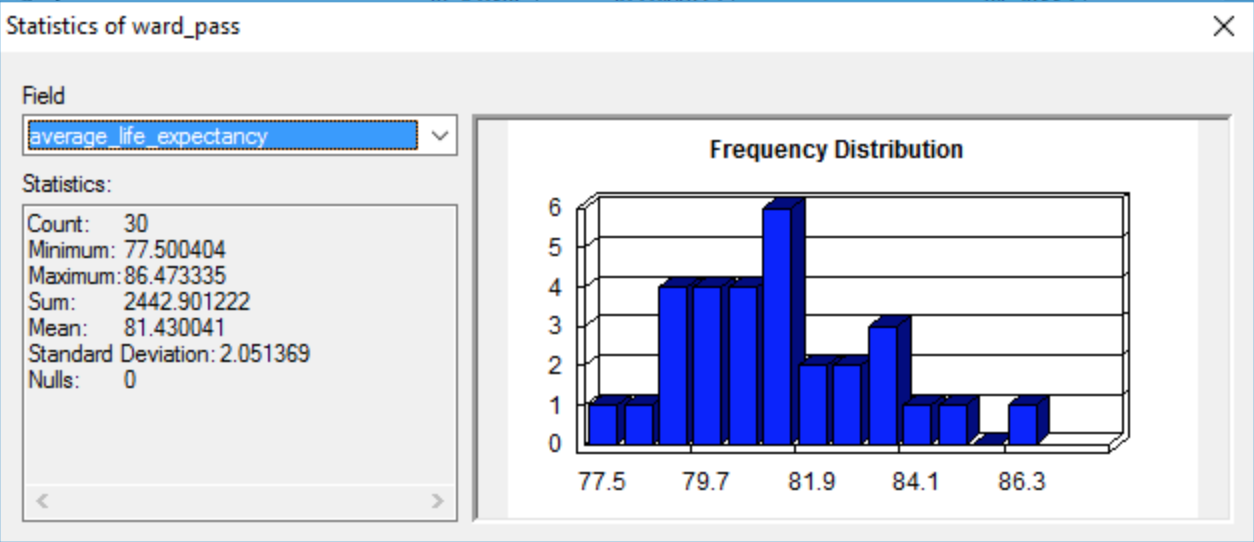 Statistics of ward_pass
Field
average_life_expectancy
Statistics:
Count: 30
Minimum: 77.500404
Maximum: 86.473335
Sum: 2442.901222
Mean: 81.430041
Standard Deviation: 2.051369
Nulls: 0
Frequency Distribution
6
5
4
3
2
1
0
77.5 79.7 81.9 84.1 86.3